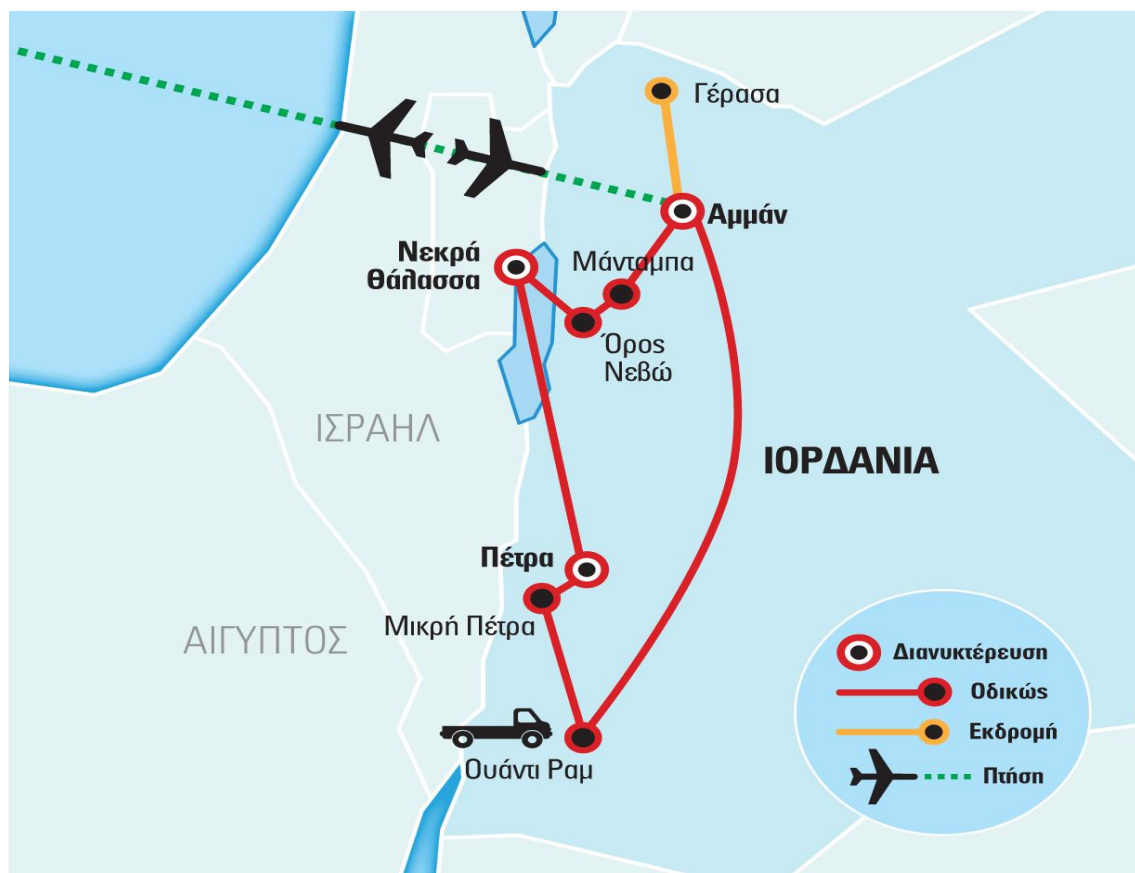 Γέρασα
Αμμάν
Νεκρά
Θάλασσα
Μάνταμπα
Όρος
Νεβώ
ΙΣΡΑΗΛ
ΙΟΡΔΑΝΙΑ
Πέτρα
Μικρή Πέτρα
ΑΙΓΥΠΤΟΣ
Ουάντι Ραμ
Διανυκτέρευση
Οδικώς
Εκδρομή
Πτήση